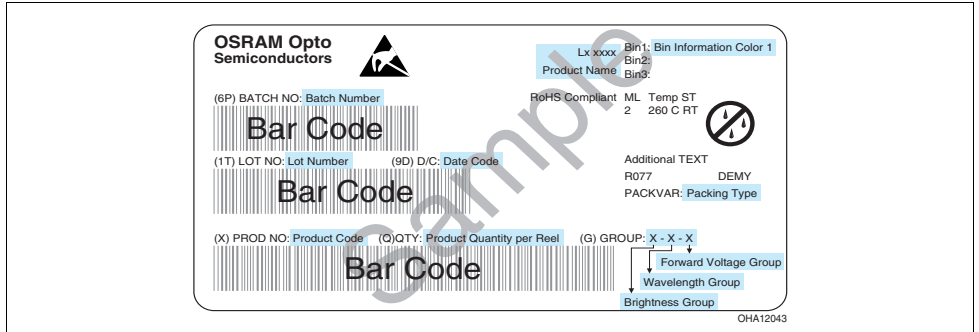 OSRAM Opto
Semiconductors
Lx xxxx
Product Name
Bin1: Bin Information Color 1
Bin2:
Bin3:
(6P) BATCH NO: Batch Number
Bar Code
RoHS Compliant
ML Temp ST
2 260 C RT
(1T) LOT NO: Lot Number (9D) D/C: Date Code
Bar Code
Additional TEXT
R077 DEMY
PACKVAR: Packing Type
(X) PROD NO: Product Code (Q)QTY: Product Quantity per Reel (G) GROUP: X - X - X
Bar Code
Forward Voltage Group
Wavelength Group
Brightness Group
Sample
OHA12043